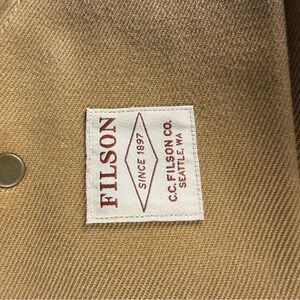 FILSON
SINCE 1897
C.C. FILSON CO.
SEATTLE, WA